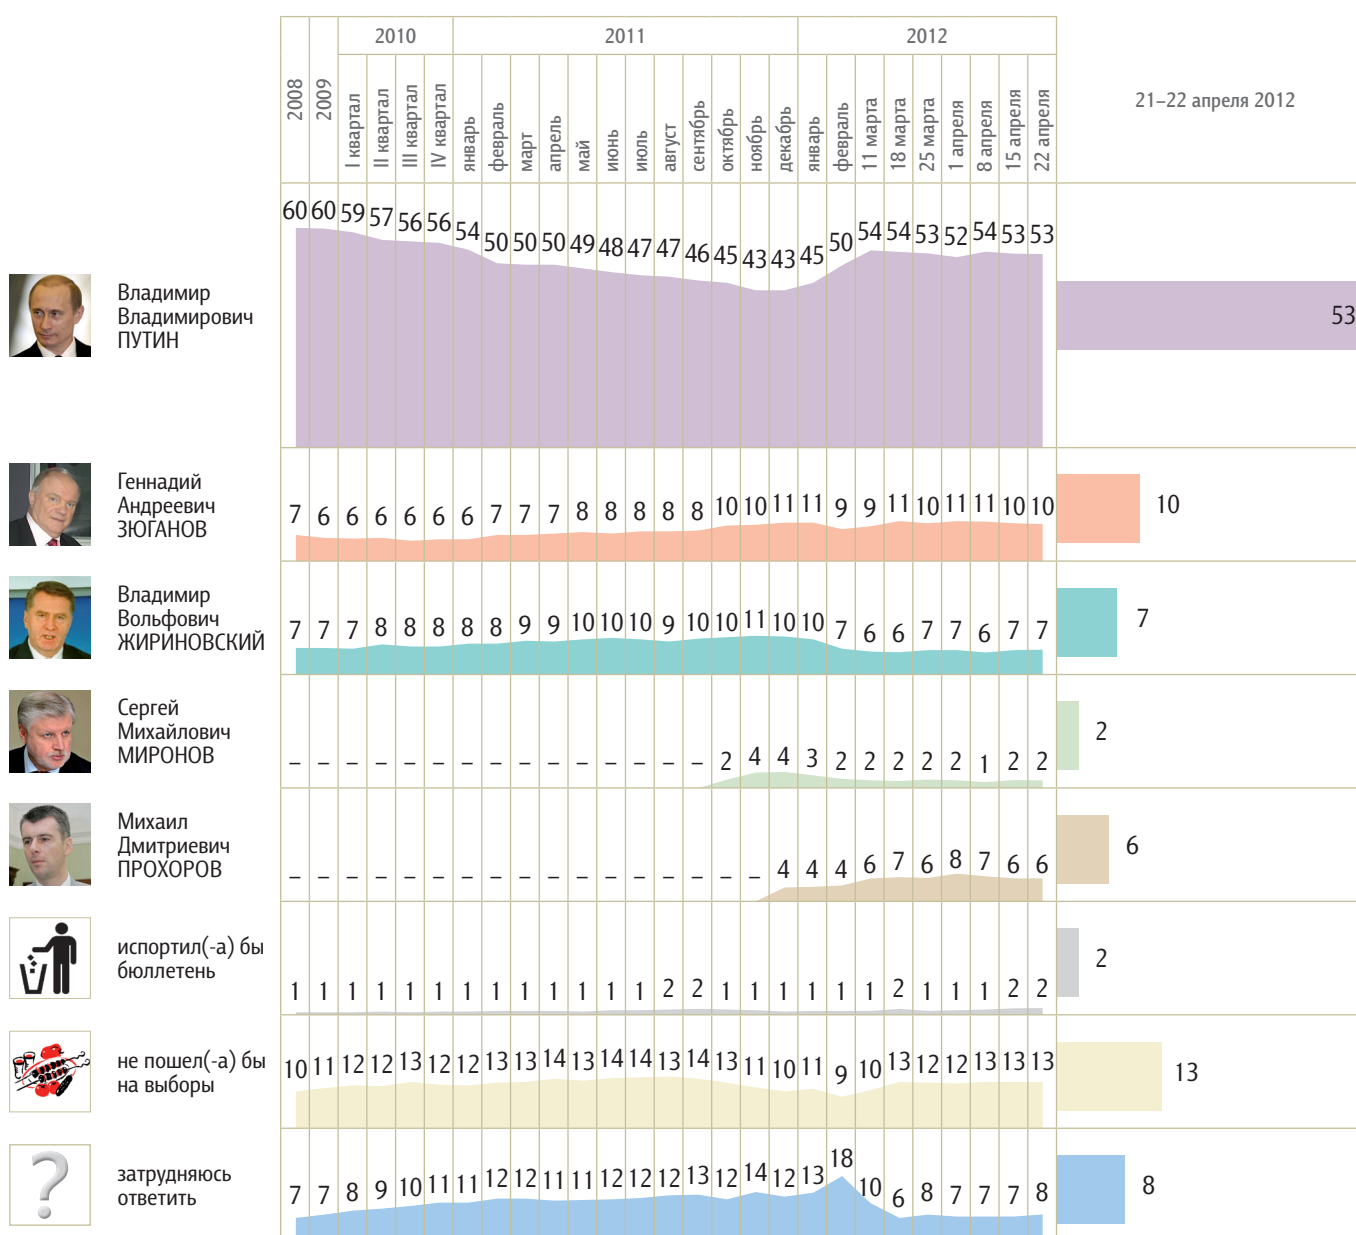 2010 2011 2012
2008 2009 I квартал II квартал III квартал IV квартал январь февраль март апрель май июнь июль август сентябрь октябрь ноябрь декабрь январь февраль 11 марта 18 марта 25 марта 1 апреля 8 апреля 15 апреля 22 апреля
21–22 апреля 2012
60 60 59 57 56 56 54 50 50 50 49 48 47 47 46 45 43 43 45 50 54 54 53 52 54 53 53
Владимир
Владимирович
ПУТИН
53
Геннадий
Андреевич
ЗЮГАНОВ
7 6 6 6 6 6 6 7 7 7 8 8 8 8 8 10 10 11 11 9 9 11 10 11 11 10 10
10
Владимир
Вольфович
ЖИРИНОВСКИЙ
7 7 7 8 8 8 8 8 9 9 10 10 10 9 10 10 11 10 10 7 6 6 7 7 6 7 7
7
Сергей
Михайлович
МИРОНОВ
– – – – – – – – – – – – – – – 2 4 4 3 2 2 2 2 2 1 2 2
2
Михаил
Дмитриевич
ПРОХОРОВ
– – – – – – – – – – – – – – – – – 4 4 4 6 7 6 8 7 6 6
6
испортил(-а) бы
бюллетень
1 1 1 1 1 1 1 1 1 1 1 1 1 2 2 1 1 1 1 1 1 2 1 1 1 2 2
2
не пошел(-а) бы
на выборы
10 11 12 12 13 12 12 13 13 14 13 14 14 13 14 13 11 10 11 9 10 13 12 12 13 13 13
13
затрудняюсь
ответить
7 7 8 9 10 11 11 12 12 11 11 12 12 12 13 12 14 12 13 18 10 6 8 7 7 7 8
8